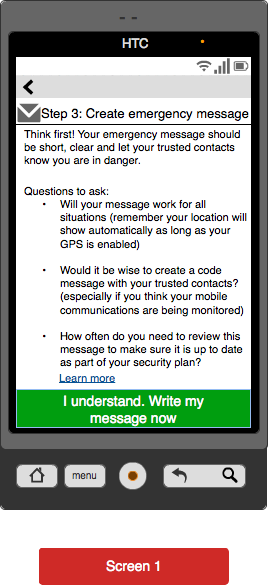 HTC
Step 3: Create emergency message
Think first! Your emergency message should
be short, clear and let your trusted contacts
know you are in danger.
Questions to ask:
• Will your message work for all
situations (remember your location will
show automatically as long as your
GPS is enabled)
• Would it be wise to create a code
message with your trusted contacts?
(especially if you think your mobile
communications are being monitored)
• How often do you need to review this
message to make sure it is up to date
as part of your security plan?
Learn more
I understand. Write my
message now
menu
Screen 1